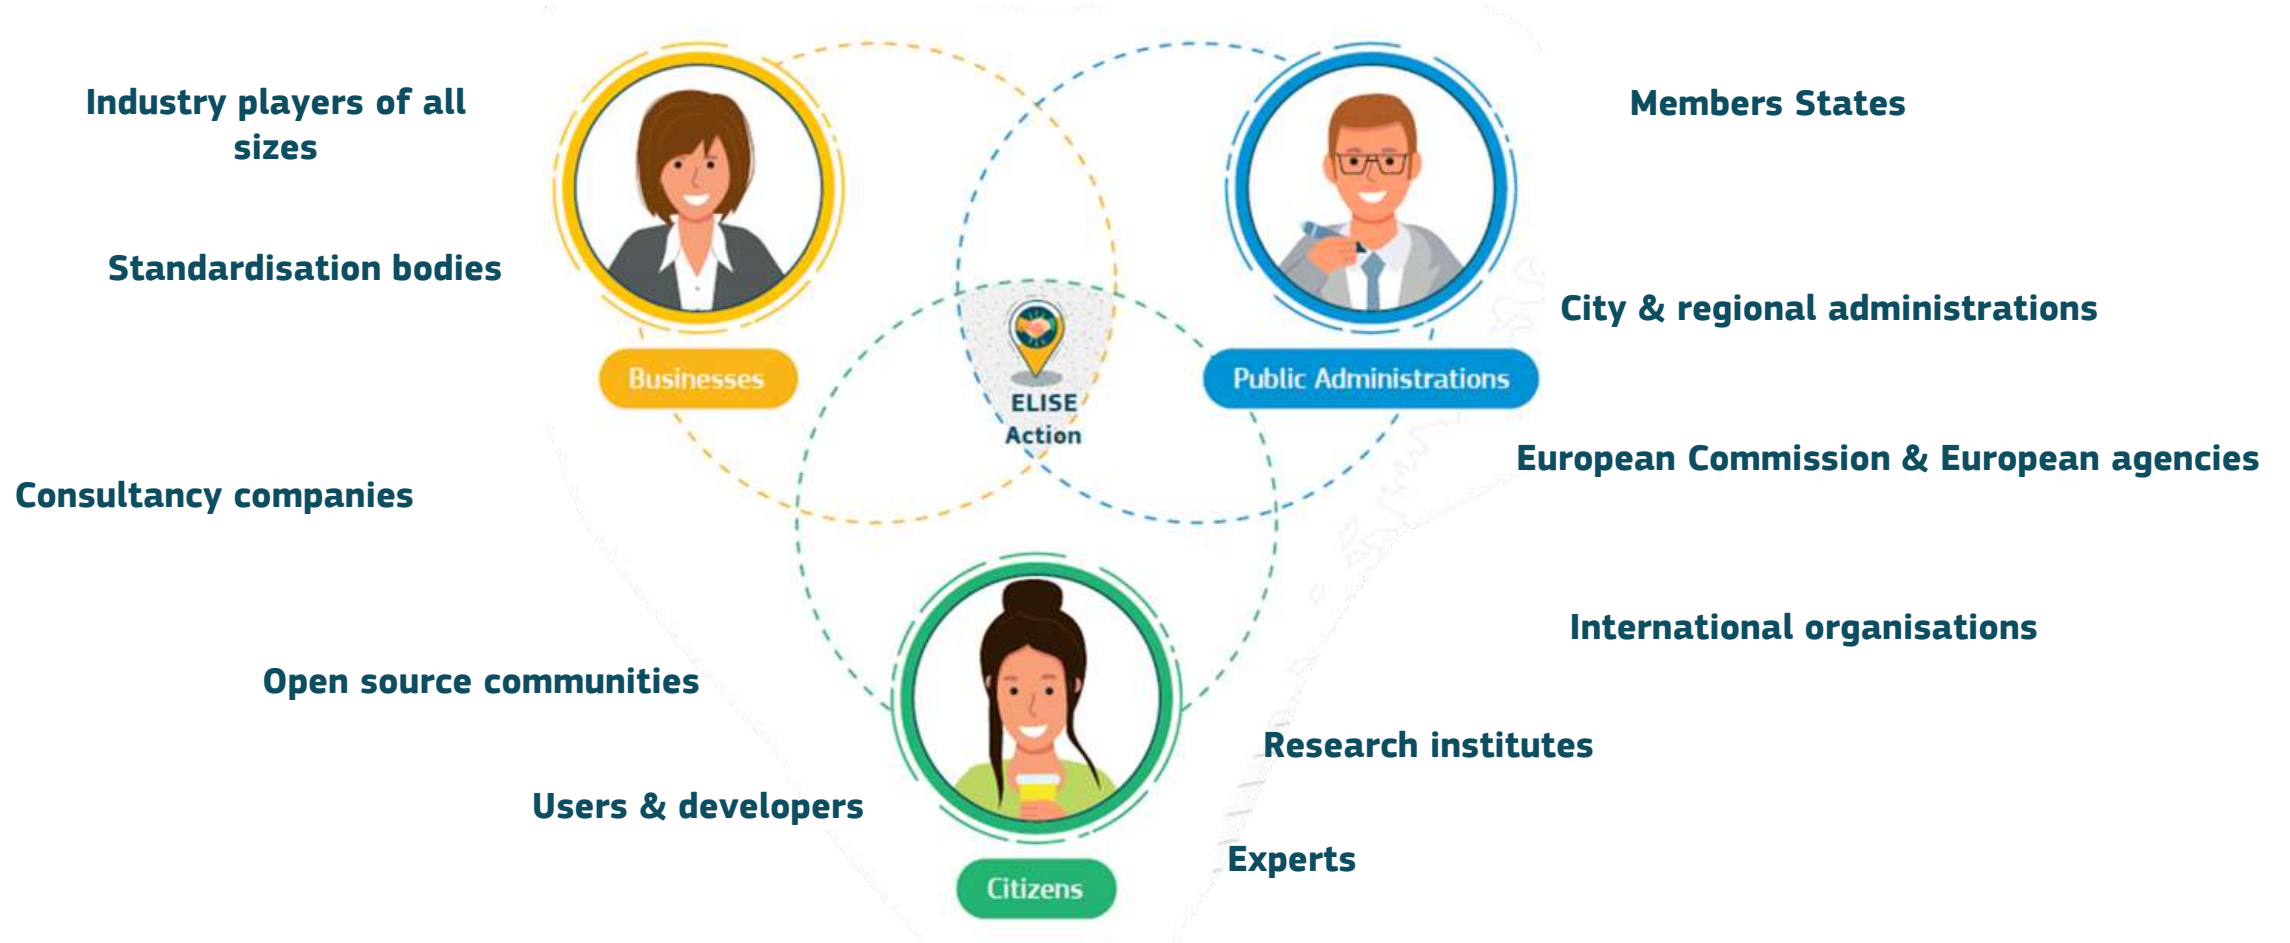 Industry players of all
sizes
Members States
Standardisation bodies
City & regional administrations
Businesses
Public Administrations
ELISE
Action
European Commission & European agencies
Consultancy companies
International organisations
Open source communities
Research institutes
Users & developers
Experts
Citizens